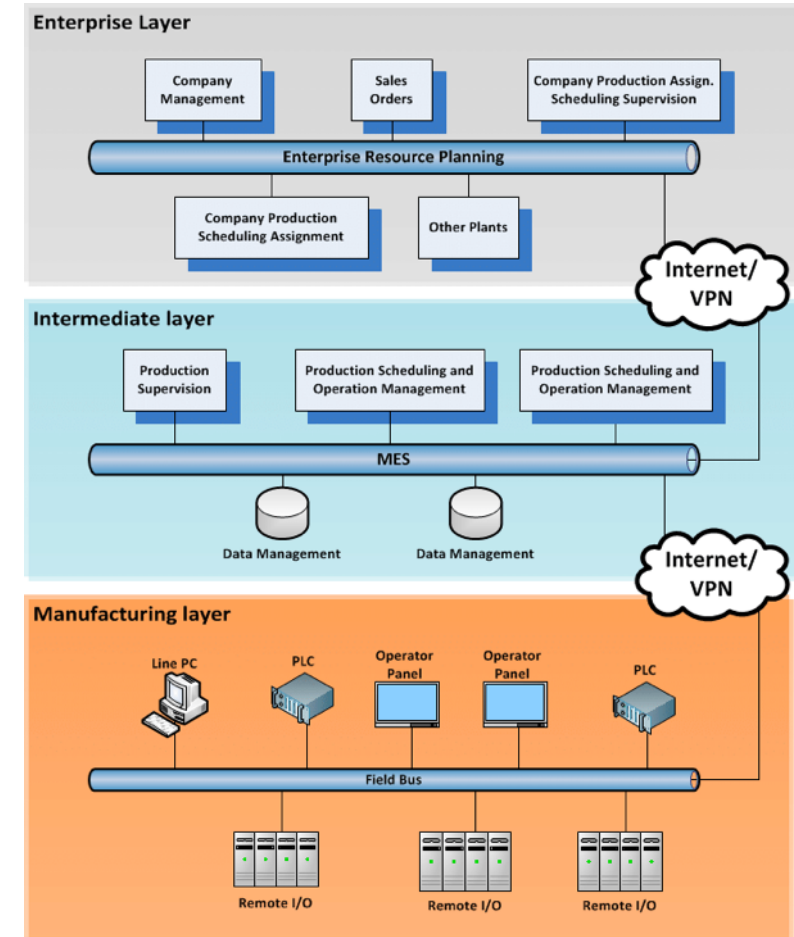 Enterprise Layer
Company
Management
Sales
Orders
Company Production Assign.
Scheduling Supervision
Enterprise Resource Planning
Company Production
Scheduling Assignment
Other Plants
Internet/
VPN
Intermediate layer
Production
Supervision
Production Scheduling and
Operation Management
Production Scheduling and
Operation Management
MES
Data Management
Data Management
Internet/
VPN
Manufacturing layer
Line PC
PLC
Operator
Panel
Operator
Panel
PLC
Field Bus
Remote I/O
Remote I/O
Remote I/O